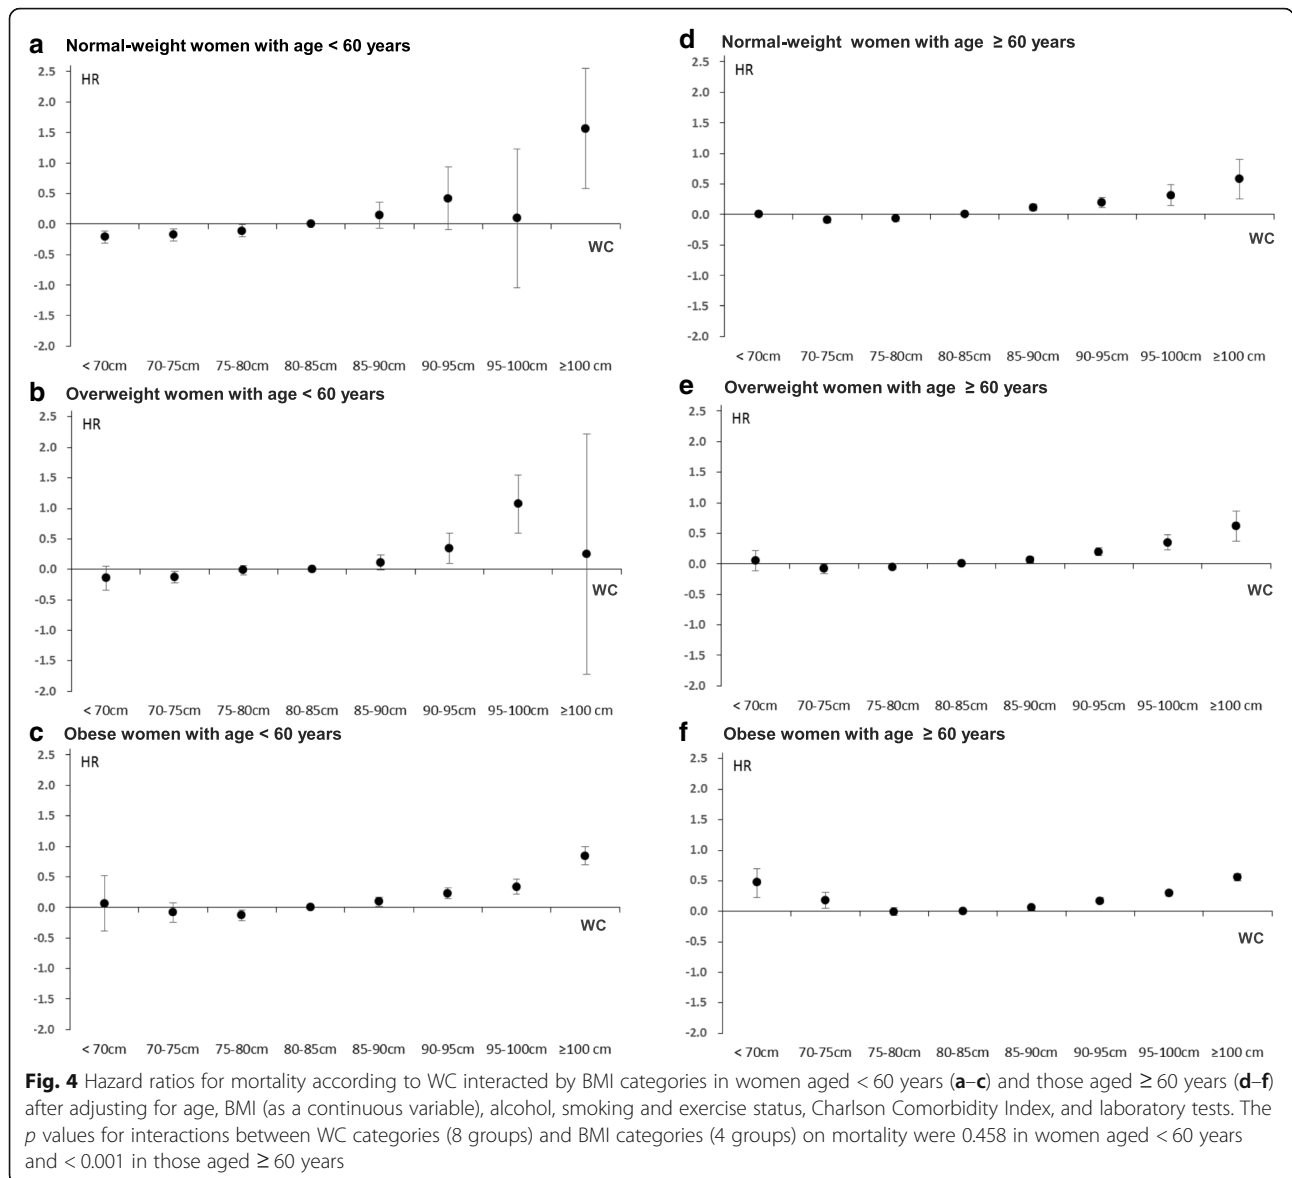 a Normal-weight women with age < 60 years
HR
2.5
2.0
1.5
1.0
0.5
0.0
-0.5
-1.0
-1.5
-2.0
WC
< 70cm 70-75cm 75-80cm 80-85cm 85-90cm 90-95cm 95-100cm ≥100 cm
b Overweight women with age < 60 years
HR
2.5
2.0
1.5
1.0
0.5
0.0
-0.5
-1.0
-1.5
-2.0
WC
< 70cm 70-75cm 75-80cm 80-85cm 85-90cm 90-95cm 95-100cm ≥100 cm
c Obese women with age < 60 years
HR
2.5
2.0
1.5
1.0
0.5
0.0
-0.5
-1.0
-1.5
-2.0
WC
< 70cm 70-75cm 75-80cm 80-85cm 85-90cm 90-95cm 95-100cm ≥100 cm
d Normal-weight women with age ≥ 60 years
HR
2.5
2.0
1.5
1.0
0.5
0.0
-0.5
-1.0
-1.5
-2.0
WC
< 70cm 70-75cm 75-80cm 80-85cm 85-90cm 90-95cm 95-100cm ≥100 cm
e Overweight women with age ≥ 60 years
HR
2.5
2.0
1.5
1.0
0.5
0.0
-0.5
-1.0
-1.5
-2.0
WC
< 70cm 70-75cm 75-80cm 80-85cm 85-90cm 90-95cm 95-100cm ≥100 cm
f Obese women with age ≥ 60 years
HR
2.5
2.0
1.5
1.0
0.5
0.0
-0.5
-1.0
-1.5
-2.0
WC
< 70cm 70-75cm 75-80cm 80-85cm 85-90cm 90-95cm 95-100cm ≥100 cm
Fig. 4 Hazard ratios for mortality according to WC interacted by BMI categories in women aged < 60 years (a–c) and those aged ≥ 60 years (d–f)
after adjusting for age, BMI (as a continuous variable), alcohol, smoking and exercise status, Charlson Comorbidity Index, and laboratory tests. The
p values for interactions between WC categories (8 groups) and BMI categories (4 groups) on mortality were 0.458 in women aged < 60 years
and < 0.001 in those aged ≥ 60 years